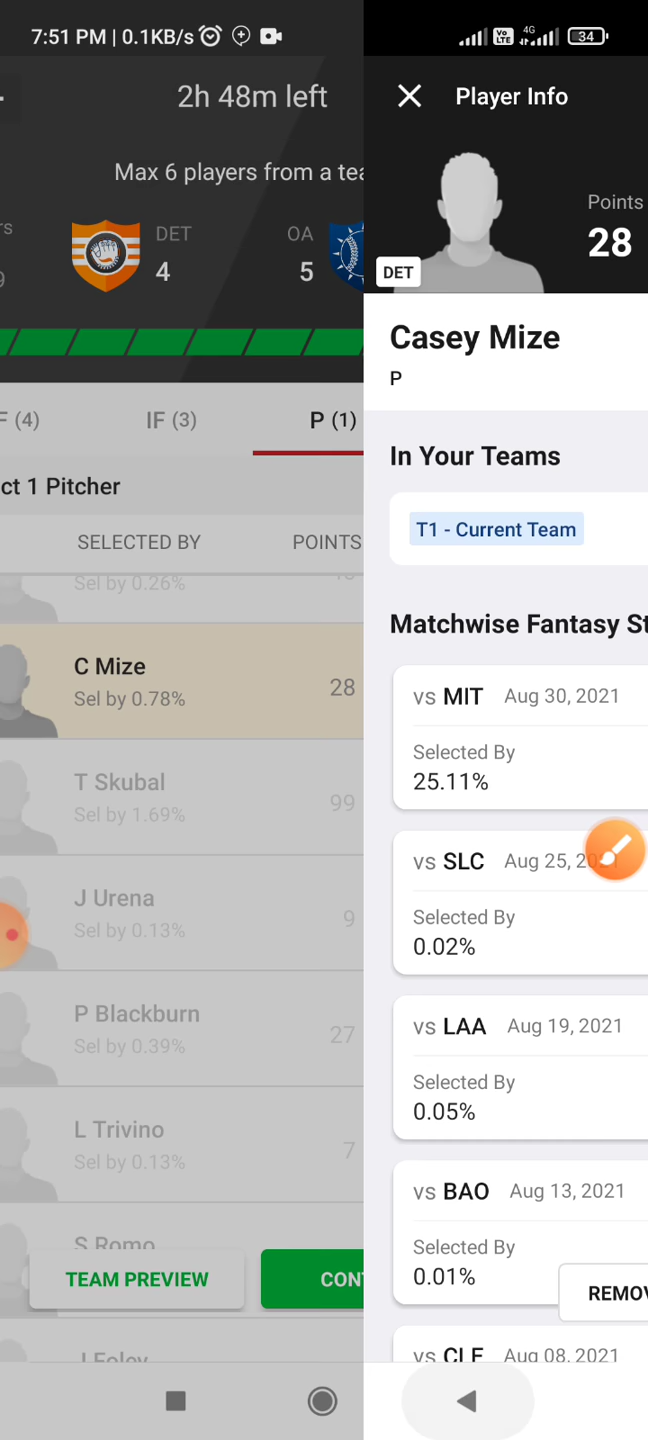 7:51 PM | 0.1KB/s
Vo LTE 4G 34
2h 48m left
Max 6 players from a tea
DET
4
OA
5
F (4) IF (3) P (1)
ct 1 Pitcher
SELECTED BY POINTS
Sel by 0.26%
C Mize
Sel by 0.78%
28
T Skubal
Sel by 1.69%
99
J Urena
Sel by 0.13%
9
P Blackburn
Sel by 0.39%
27
L Trivino
Sel by 0.13%
7
S Romo
TEAM PREVIEW CONT
J Foley
Player Info
Points
28
DET
Casey Mize
P
In Your Teams
T1 - Current Team
Matchwise Fantasy St
vs MIT Aug 30, 2021
Selected By
25.11%
vs SLC Aug 25, 2021
Selected By
0.02%
vs LAA Aug 19, 2021
Selected By
0.05%
vs BAO Aug 13, 2021
Selected By
0.01%
REMOV
vs CLE Aug 08, 2021